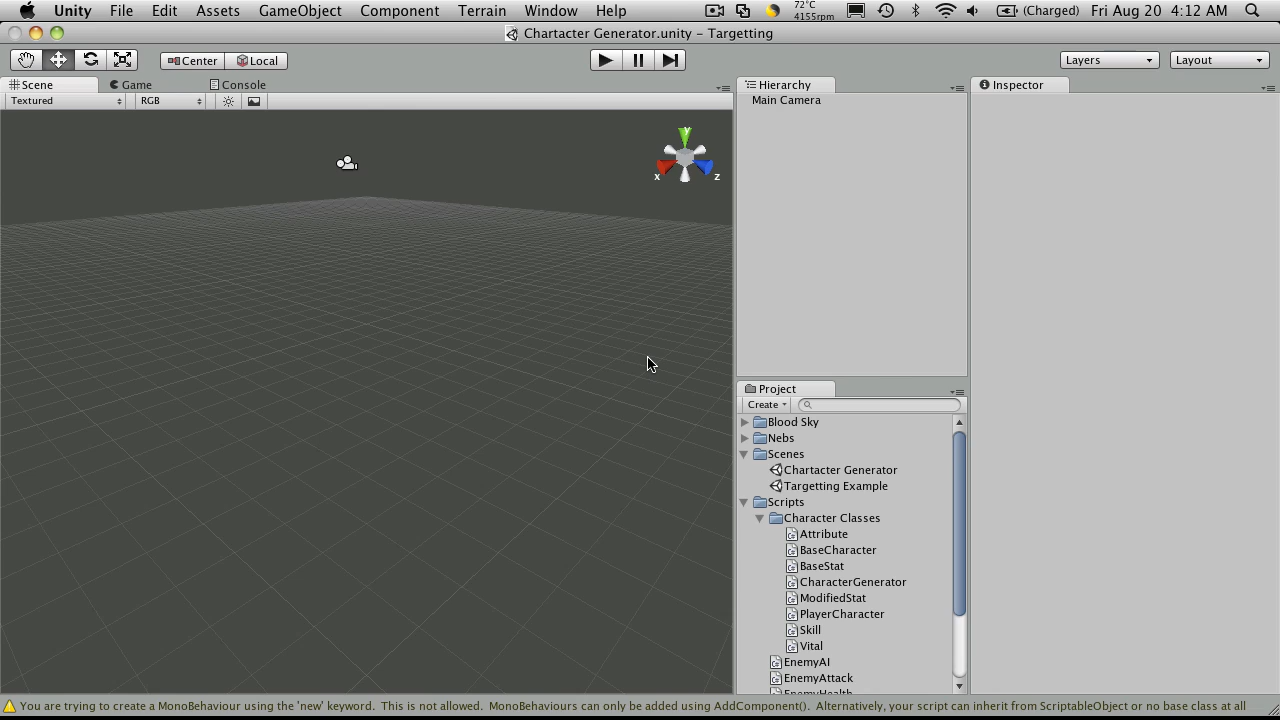 Unity File Edit Assets GameObject Component Terrain Window Help 72°C 4155rpm (Charged) Fri Aug 20 4:12 AM
Chartacter Generator.unity – Targetting
Center Local Layers Layout
Scene Game Console Hierarchy Inspector
Textured RGB Main Camera
y
x z
Project
Create
Blood Sky
Nebs
Scenes
Chartacter Generator
Targetting Example
Scripts
Character Classes
Attribute
BaseCharacter
BaseStat
CharacterGenerator
ModifiedStat
PlayerCharacter
Skill
Vital
EnemyAI
EnemyAttack
EnemyHealth
You are trying to create a MonoBehaviour using the 'new' keyword. This is not allowed. MonoBehaviours can only be added using AddComponent(). Alternatively, your script can inherit from ScriptableObject or no base class at all